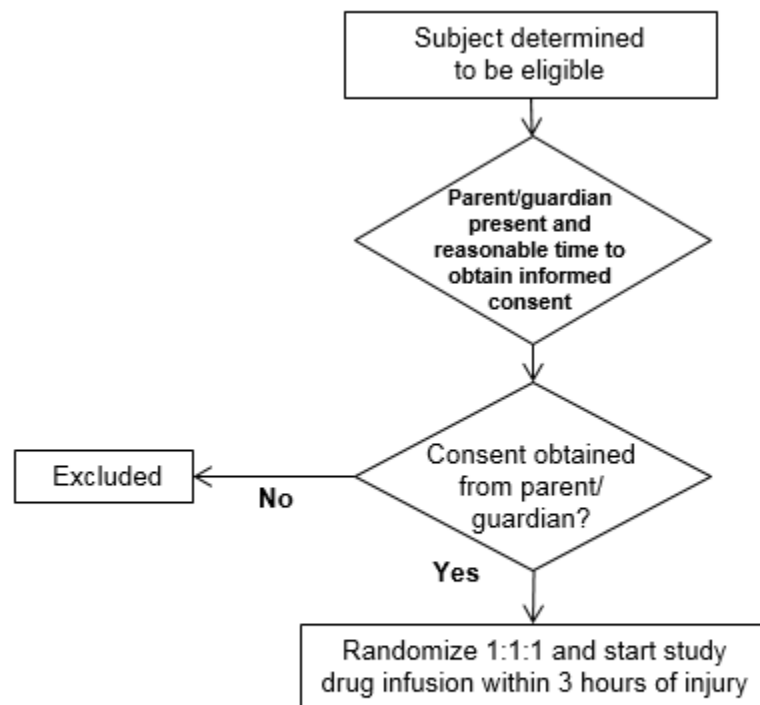 Subject determined
to be eligible
Parent/guardian
present and
reasonable time to
obtain informed
consent
Consent obtained
from parent/
guardian?
Excluded
No
Yes
Randomize 1:1:1 and start study
drug infusion within 3 hours of injury